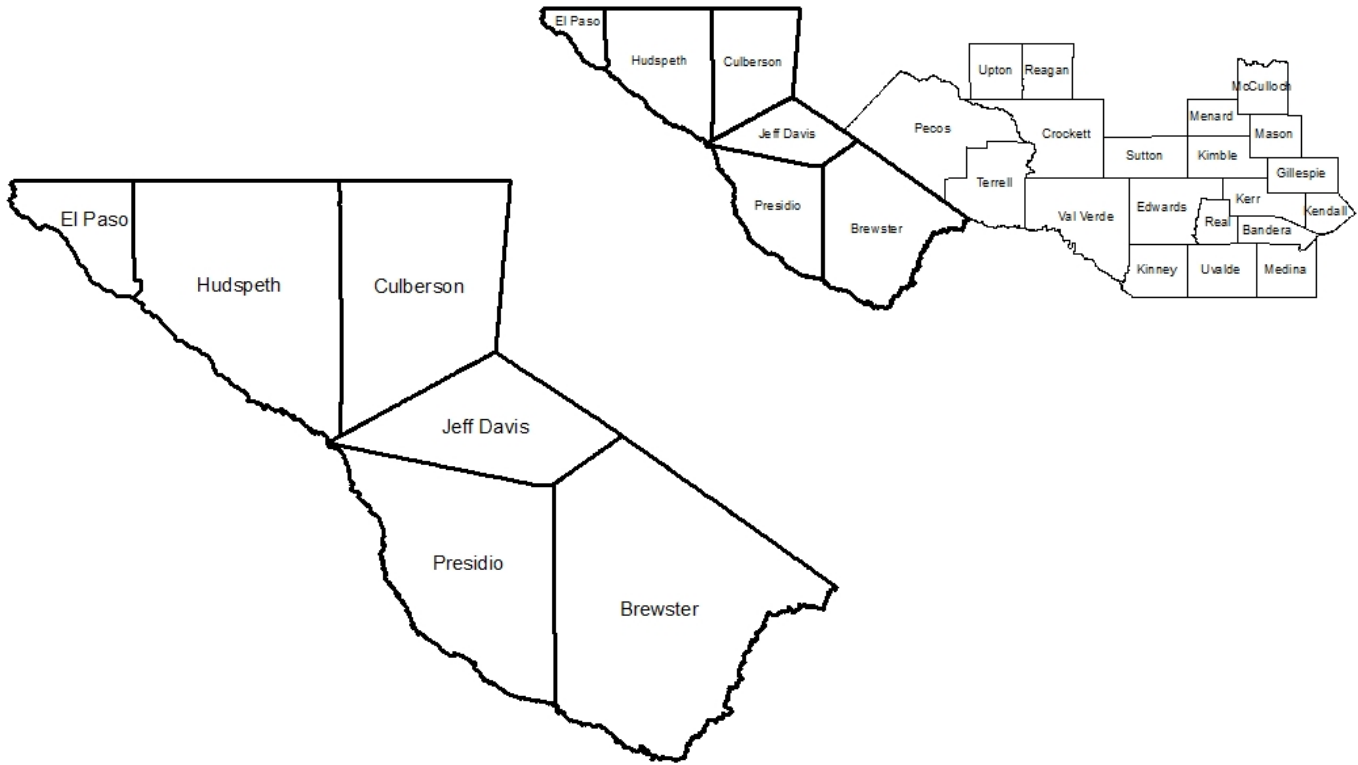 El Paso
Hudspeth
Culberson
Jeff Davis
Presidio
Brewster
Pecos
Terrell
Upton
Reagan
Crockett
Val Verde
Sutton
Edwards
Kinney
Menard
Kimble
McCulloch
Mason
Gillespie
Kerr
Real
Bandera
Kendall
Uvalde
Medina
El Paso
Hudspeth
Culberson
Jeff Davis
Presidio
Brewster